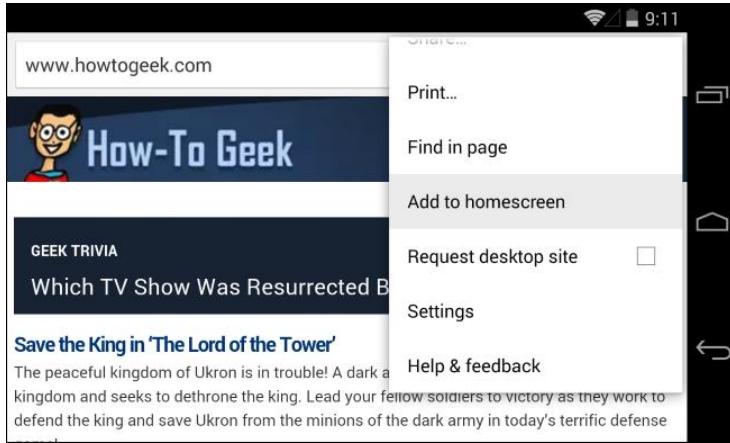 9:11
www.howtogeek.com
Share...
Print...
Find in page
Add to homescreen
Request desktop site
Settings
Help & feedback
How-To Geek
GEEK TRIVIA
Which TV Show Was Resurrected B
Save the King in ‘The Lord of the Tower’
The peaceful kingdom of Ukron is in trouble! A dark a
kingdom and seeks to dethrone the king. Lead your fellow soldiers to victory as they work to
defend the king and save Ukron from the minions of the dark army in today's terrific defense